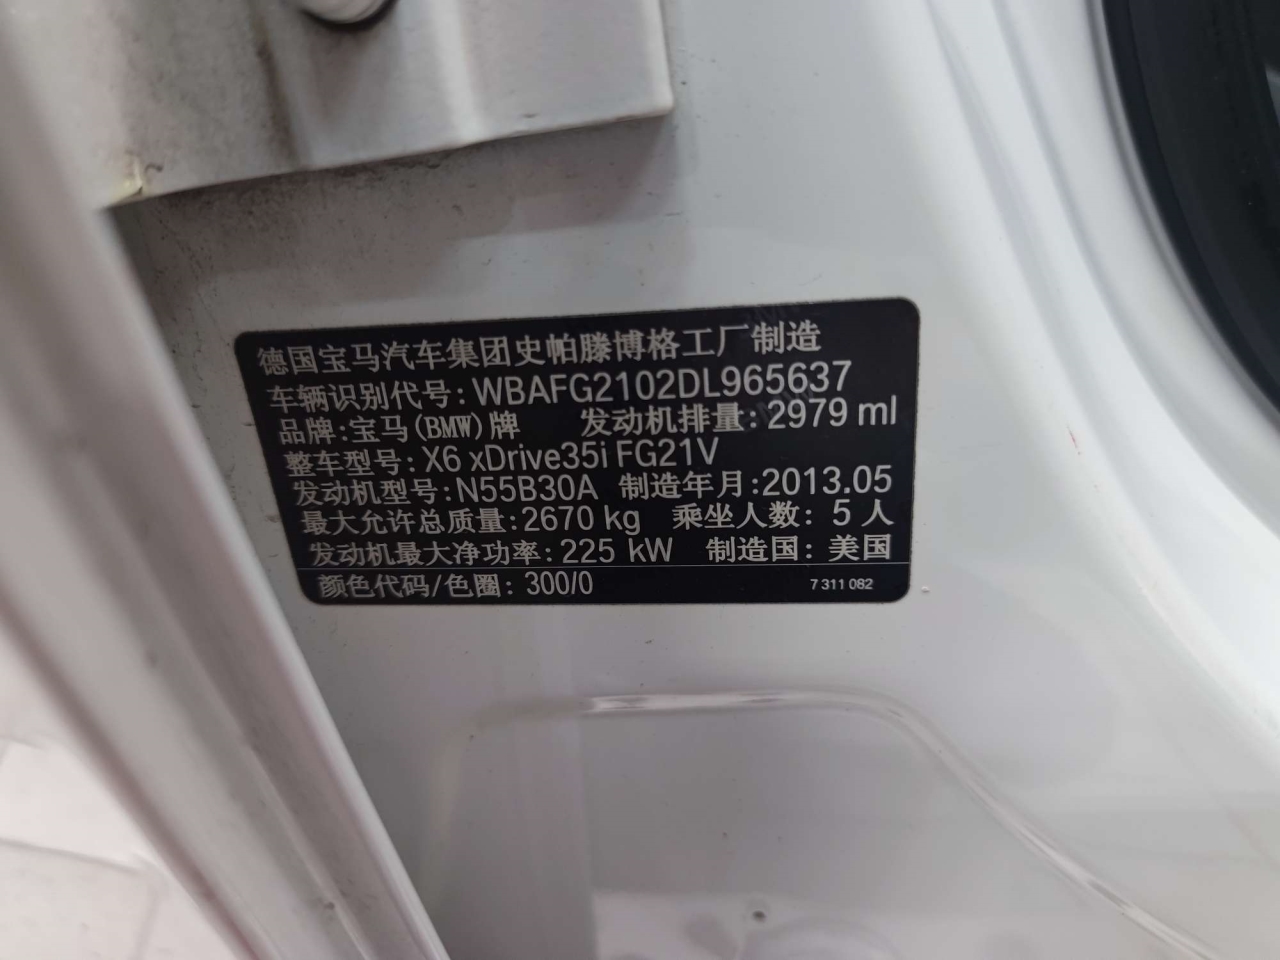 德国宝马汽车集团史帕滕博格工厂制造
车辆识别代号: WBAFG2102DL965637
品牌: 宝马(BMW)牌 发动机排量: 2979 ml
整车型号: X6 xDrive35i FG21V
发动机型号: N55B30A 制造年月: 2013.05
最大允许总质量: 2670 kg 乘坐人数: 5 人
发动机最大净功率: 225 kW 制造国: 美国
颜色代码/色圈: 300/0 7 311 082